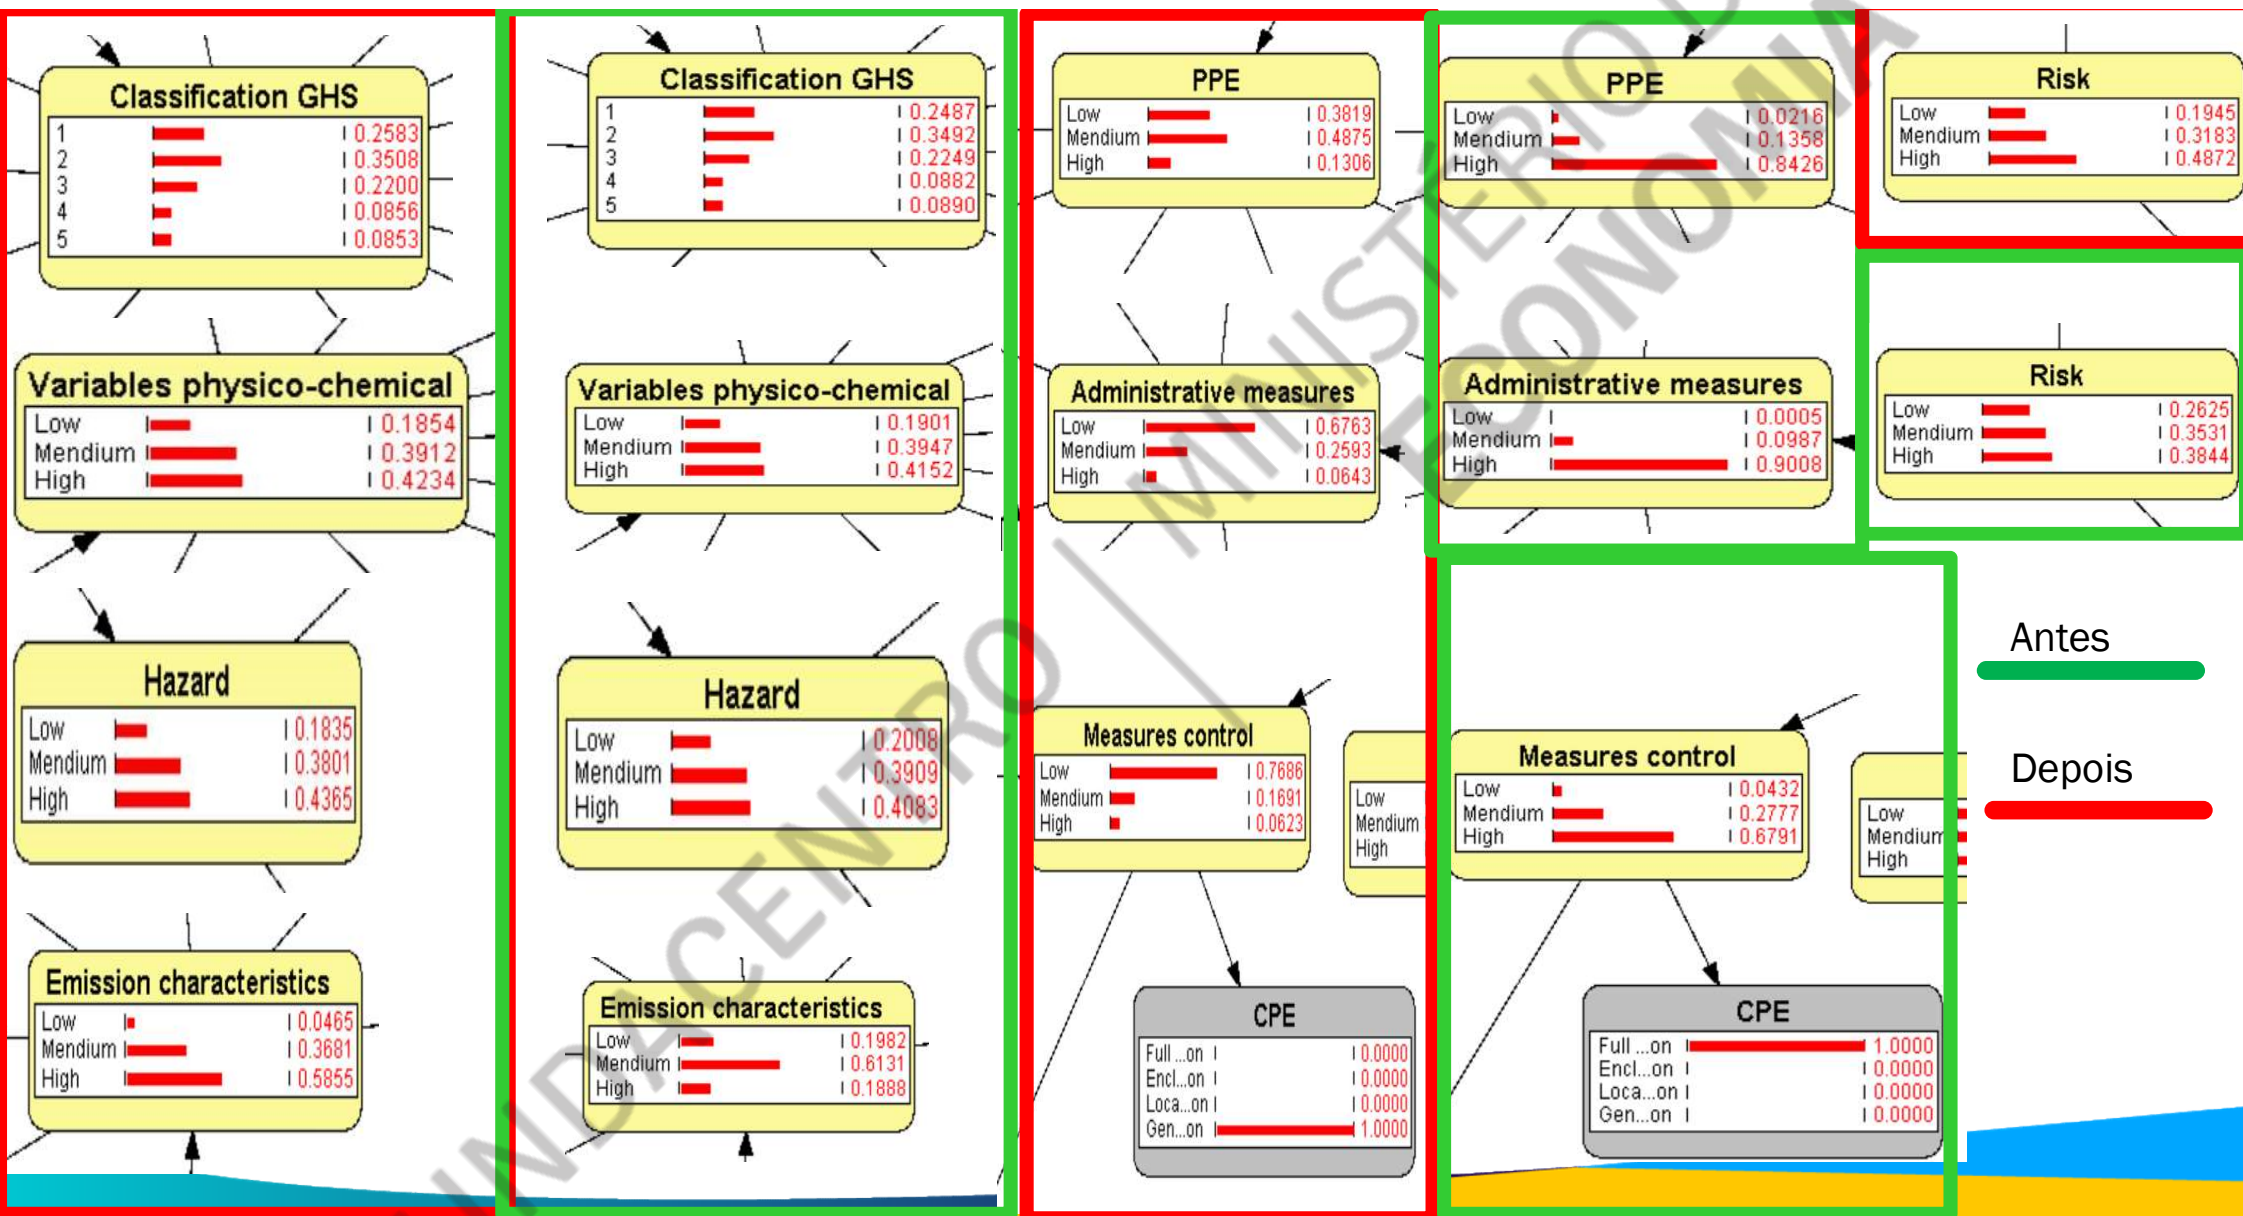 Classification GHS
1 0.2583
2 0.3508
3 0.2200
4 0.0856
5 0.0853
Variables physico-chemical
Low 0.1854
Mendium 0.3912
High 0.4234
Hazard
Low 0.1835
Mendium 0.3801
High 0.4365
Emission characteristics
Low 0.0465
Mendium 0.3681
High 0.5855
Classification GHS
1 0.2487
2 0.3492
3 0.2249
4 0.0882
5 0.0890
Variables physico-chemical
Low 0.1901
Mendium 0.3947
High 0.4152
Hazard
Low 0.2008
Mendium 0.3909
High 0.4083
Emission characteristics
Low 0.1982
Mendium 0.6131
High 0.1888
PPE
Low 0.3819
Mendium 0.4875
High 0.1306
Administrative measures
Low 0.6763
Mendium 0.2593
High 0.0643
Measures control
Low 0.7686
Mendium 0.1691
High 0.0623
Low
Mendium
High
CPE
Full ...on 0.0000
Encl...on 0.0000
Loca...on 0.0000
Gen...on 1.0000
PPE
Low 0.0216
Mendium 0.1358
High 0.8426
Administrative measures
Low 0.0005
Mendium 0.0987
High 0.9008
Measures control
Low 0.0432
Mendium 0.2777
High 0.6791
Low
Mendium
High
CPE
Full ...on 1.0000
Encl...on 0.0000
Loca...on 0.0000
Gen...on 0.0000
Risk
Low 0.1945
Mendium 0.3183
High 0.4872
Risk
Low 0.2625
Mendium 0.3531
High 0.3844
Antes
Depois
FUNDACENTRO
MINISTÉRIO DA
ECONOMIA